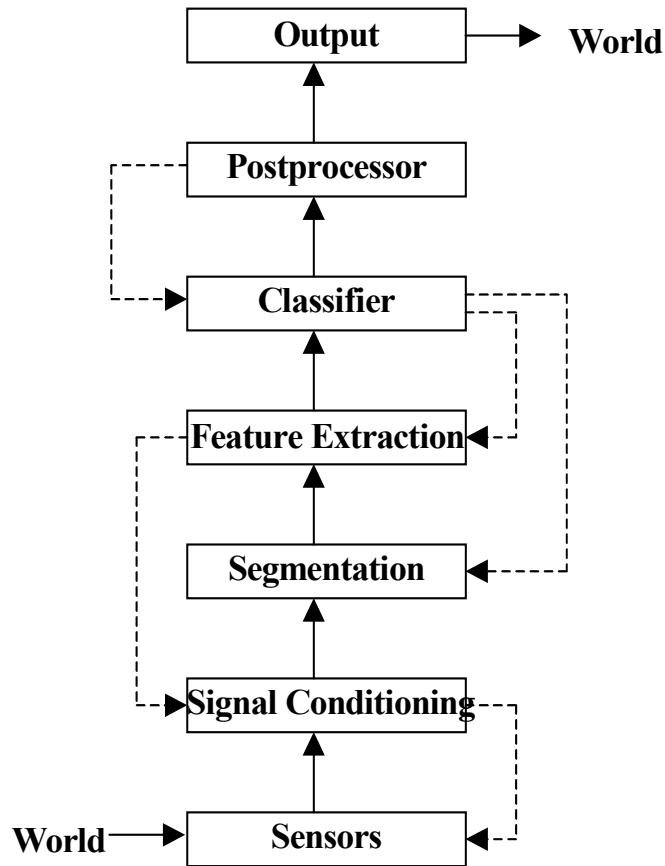 Output
World
Postprocessor
Classifier
Feature Extraction
Segmentation
Signal Conditioning
World
Sensors